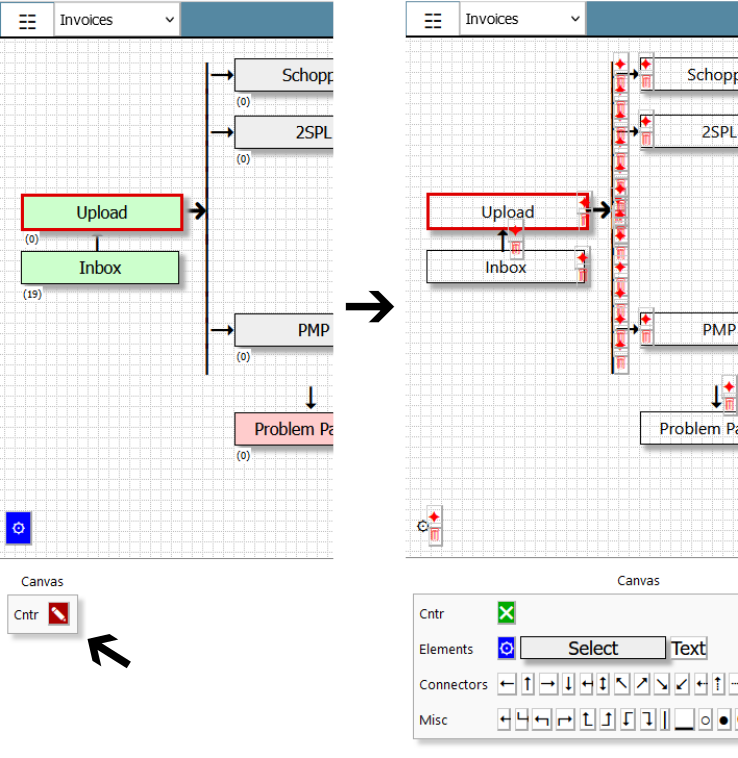 Invoices
Schopp
(0)
2SPL
(0)
Upload
(0)
Inbox
(19)
PMP
(0)
Problem Pa
(0)
Canvas
Cntr
Invoices
Schopp
2SPL
Upload
Inbox
PMP
Problem Pa
Canvas
Cntr
Elements
Select
Text
Connectors
Misc